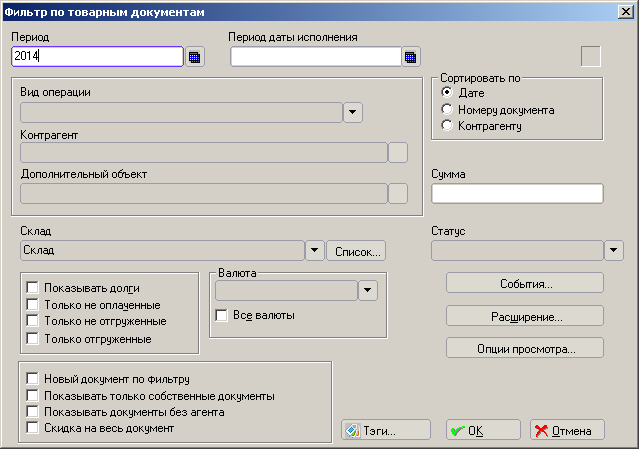 Фильтр по товарным документам
Период
Период даты исполнения
2014
Сортировать по
Вид операции
Дате
Номеру документа
Контрагент
Контрагенту
Дополнительный объект
Сумма
Склад
Статус
Склад
Список...
Показывать долги
Только не оплаченные
Только не отгруженные
Только отгруженные
Валюта
Все валюты
События...
Расширение...
Опции просмотра...
Новый документ по фильтру
Показывать только собственные документы
Показывать документы без агента
Скидка на весь документ
Тэги...
OK
Отмена